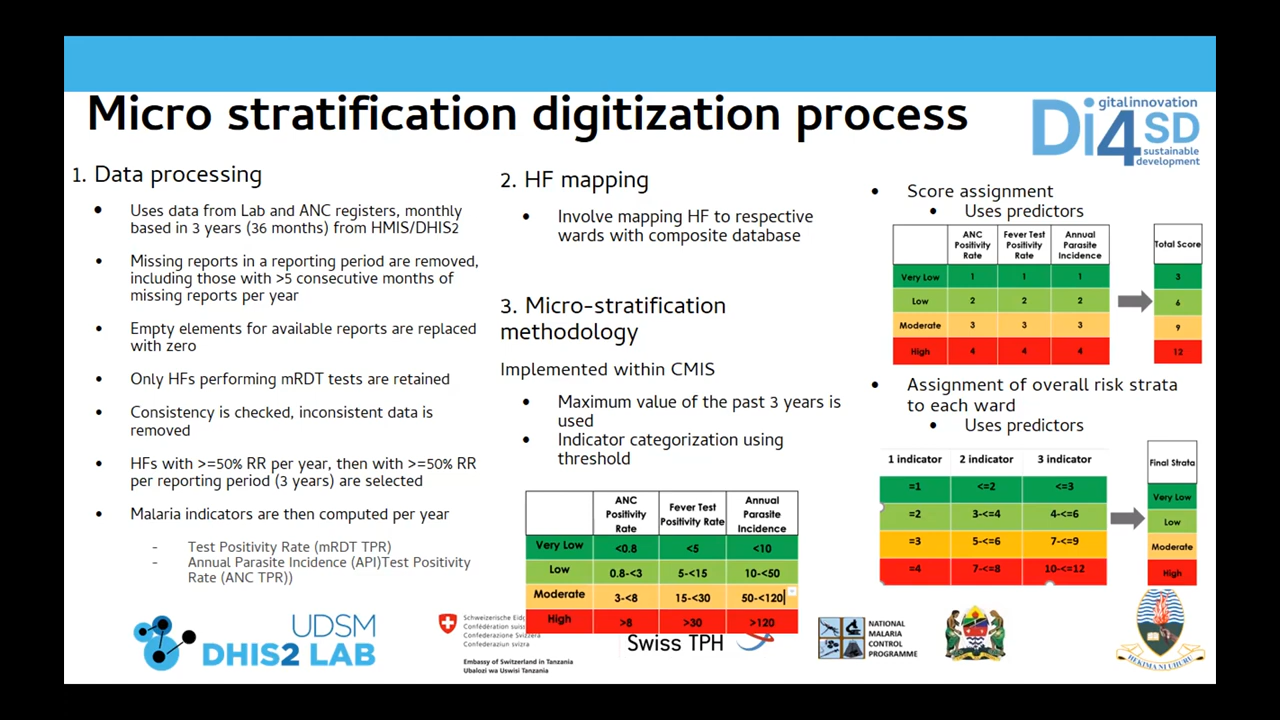 Micro stratification digitization process
Di4SD
gital innovation
sustainable
development
1. Data processing
● Uses data from Lab and ANC registers, monthly
based in 3 years (36 months) from HMIS/DHIS2
● Missing reports in a reporting period are removed,
including those with >5 consecutive months of
missing reports per year
● Empty elements for available reports are replaced
with zero
● Only HFs performing mRDT tests are retained
● Consistency is checked, inconsistent data is
removed
● HFs with >=50% RR per year, then with >=50% RR
per reporting period (3 years) are selected
● Malaria indicators are then computed per year
- Test Positivity Rate (mRDT TPR)
- Annual Parasite Incidence (API)Test Positivity
Rate (ANC TPR))
2. HF mapping
● Involve mapping HF to respective
wards with composite database
3. Micro-stratification
methodology
Implemented within CMIS
● Maximum value of the past 3 years is
used
● Indicator categorization using
threshold
ANC Positivity Rate Fever Test Positivity Rate Annual Parasite Incidence
Very Low <0.8 <5 <10
Low 0.8-<3 5-<15 10-<50
Moderate 3-<8 15-<30 50-<120
High >8 >30 >120
● Score assignment
● Uses predictors
ANC Positivity Rate Fever Test Positivity Rate Annual Parasite Incidence Total Score
Very Low 1 1 1 3
Low 2 2 2 6
Moderate 3 3 3 9
High 4 4 4 12
● Assignment of overall risk strata
to each ward
● Uses predictors
1 indicator 2 indicator 3 indicator Final Strata
=1 <=2 <=3 Very Low
=2 3-<=4 4-<=6 Low
=3 5-<=6 7-<=9 Moderate
=4 7-<=8 10-<=12 High
UDSM
DHIS2 LAB
Schweizerische
Confédération suisse
Confederazione Svizzera
Confederaziun svizra
Embassy of Switzerland in Tanzania
Ubalozi wa Uswisi Tanzania
Swiss TPH
NATIONAL
MALARIA
CONTROL
PROGRAMME
HEKIMA NI UHURU